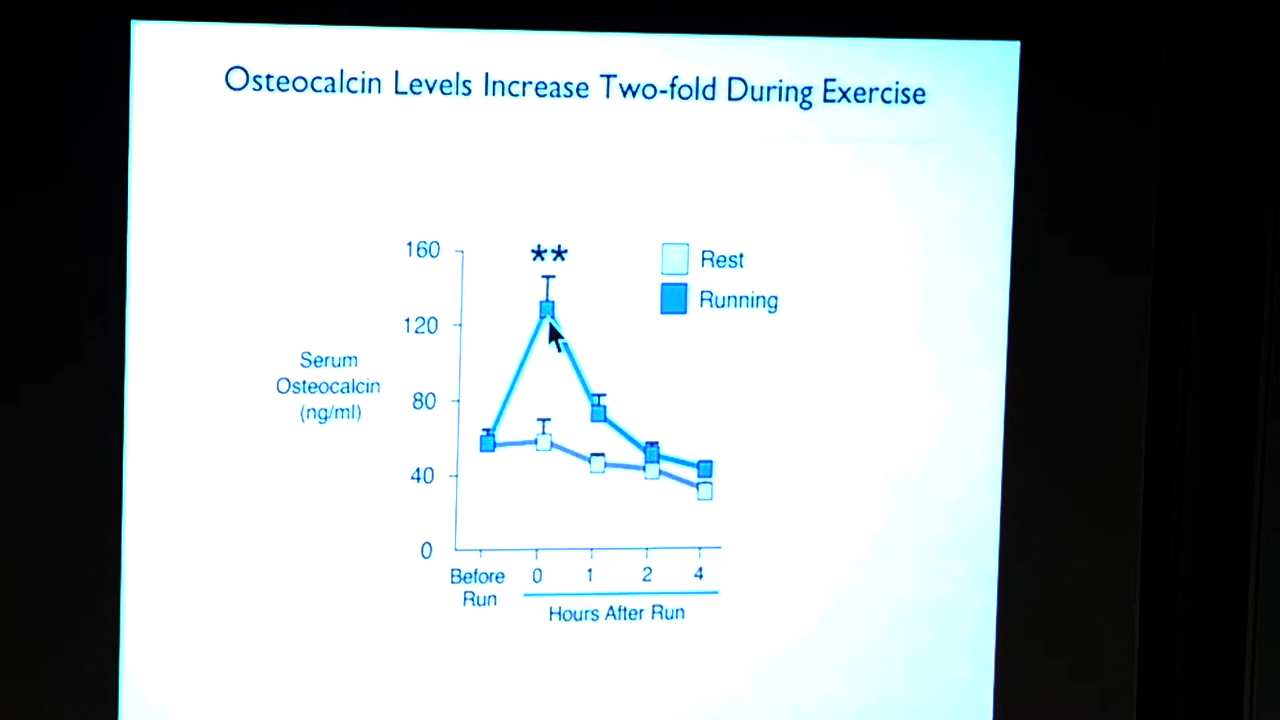 Osteocalcin Levels Increase Two-fold During Exercise
160
**
Rest
Running
120
Serum
Osteocalcin
(ng/ml)
80
40
0
Before
Run
0
1
2
4
Hours After Run